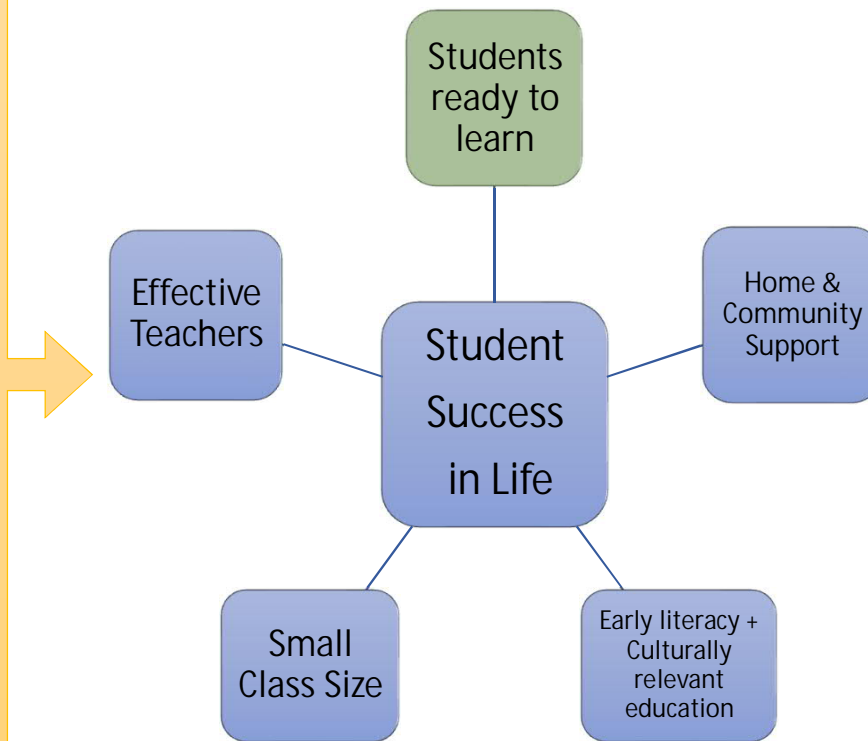 Students
ready to
learn
Effective
Teachers
Home &
Community
Support
Student
Success
in Life
Small
Class Size
Early literacy +
Culturally
relevant
education